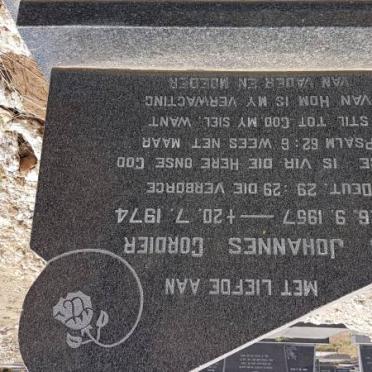 MET LIEFDE AAN
JOHANNES CORDIER
6.9.1957 — +20.7.1974
DEUT. 29:29 DIE VERBORGE
E IS VIR DIE HERE ONSE GOD
PSALM 62:6 WEES NET MAAR
STIL TOT GOD MY SIEL, WANT
VAN HOM IS MY VERWAGTING
VAN VADER EN MOEDER